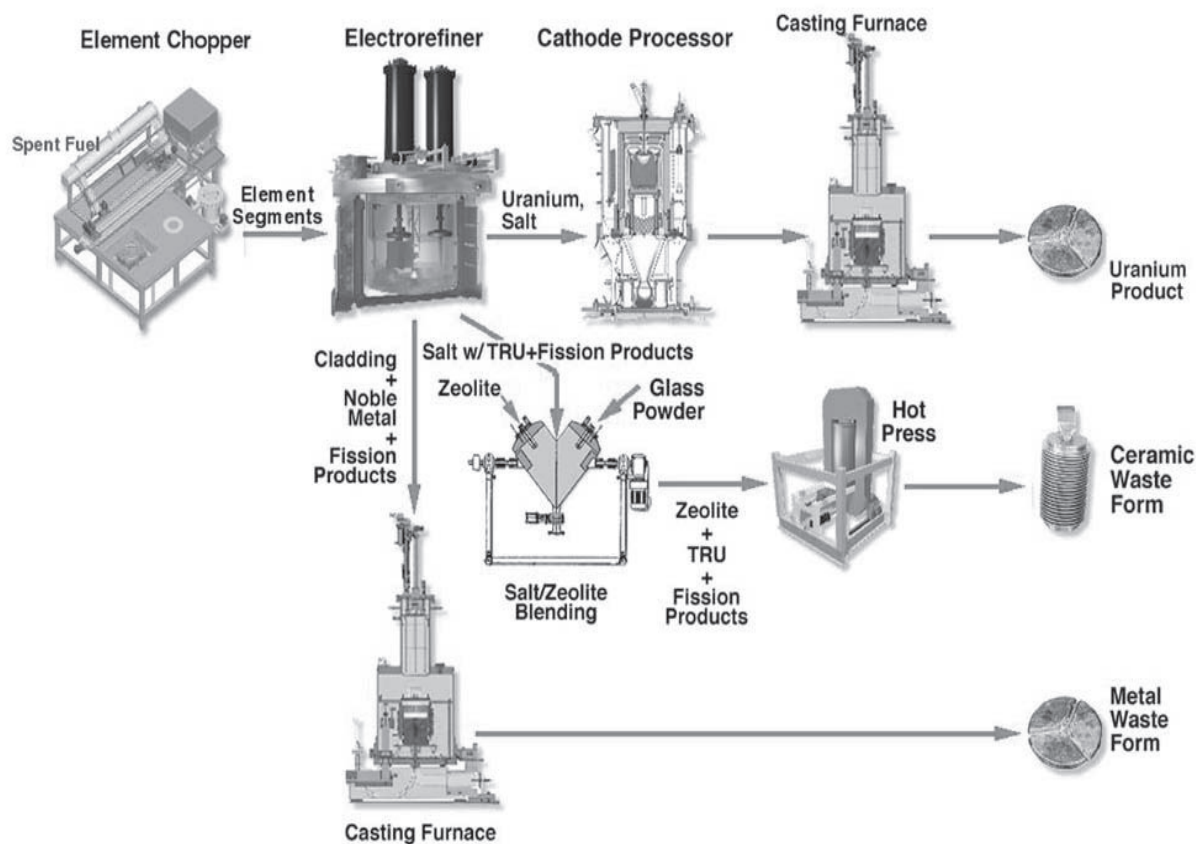 Element Chopper
Electrorefiner
Cathode Processor
Casting Furnace
Spent Fuel
Element
Segments
Uranium,
Salt
Uranium
Product
Cladding
+
Noble
Metal
+
Fission
Products
Salt w/TRU+Fission Products
Zeolite
Glass
Powder
Salt/Zeolite
Blending
Zeolite
+
TRU
+
Fission
Products
Hot
Press
Ceramic
Waste
Form
Casting Furnace
Metal
Waste
Form